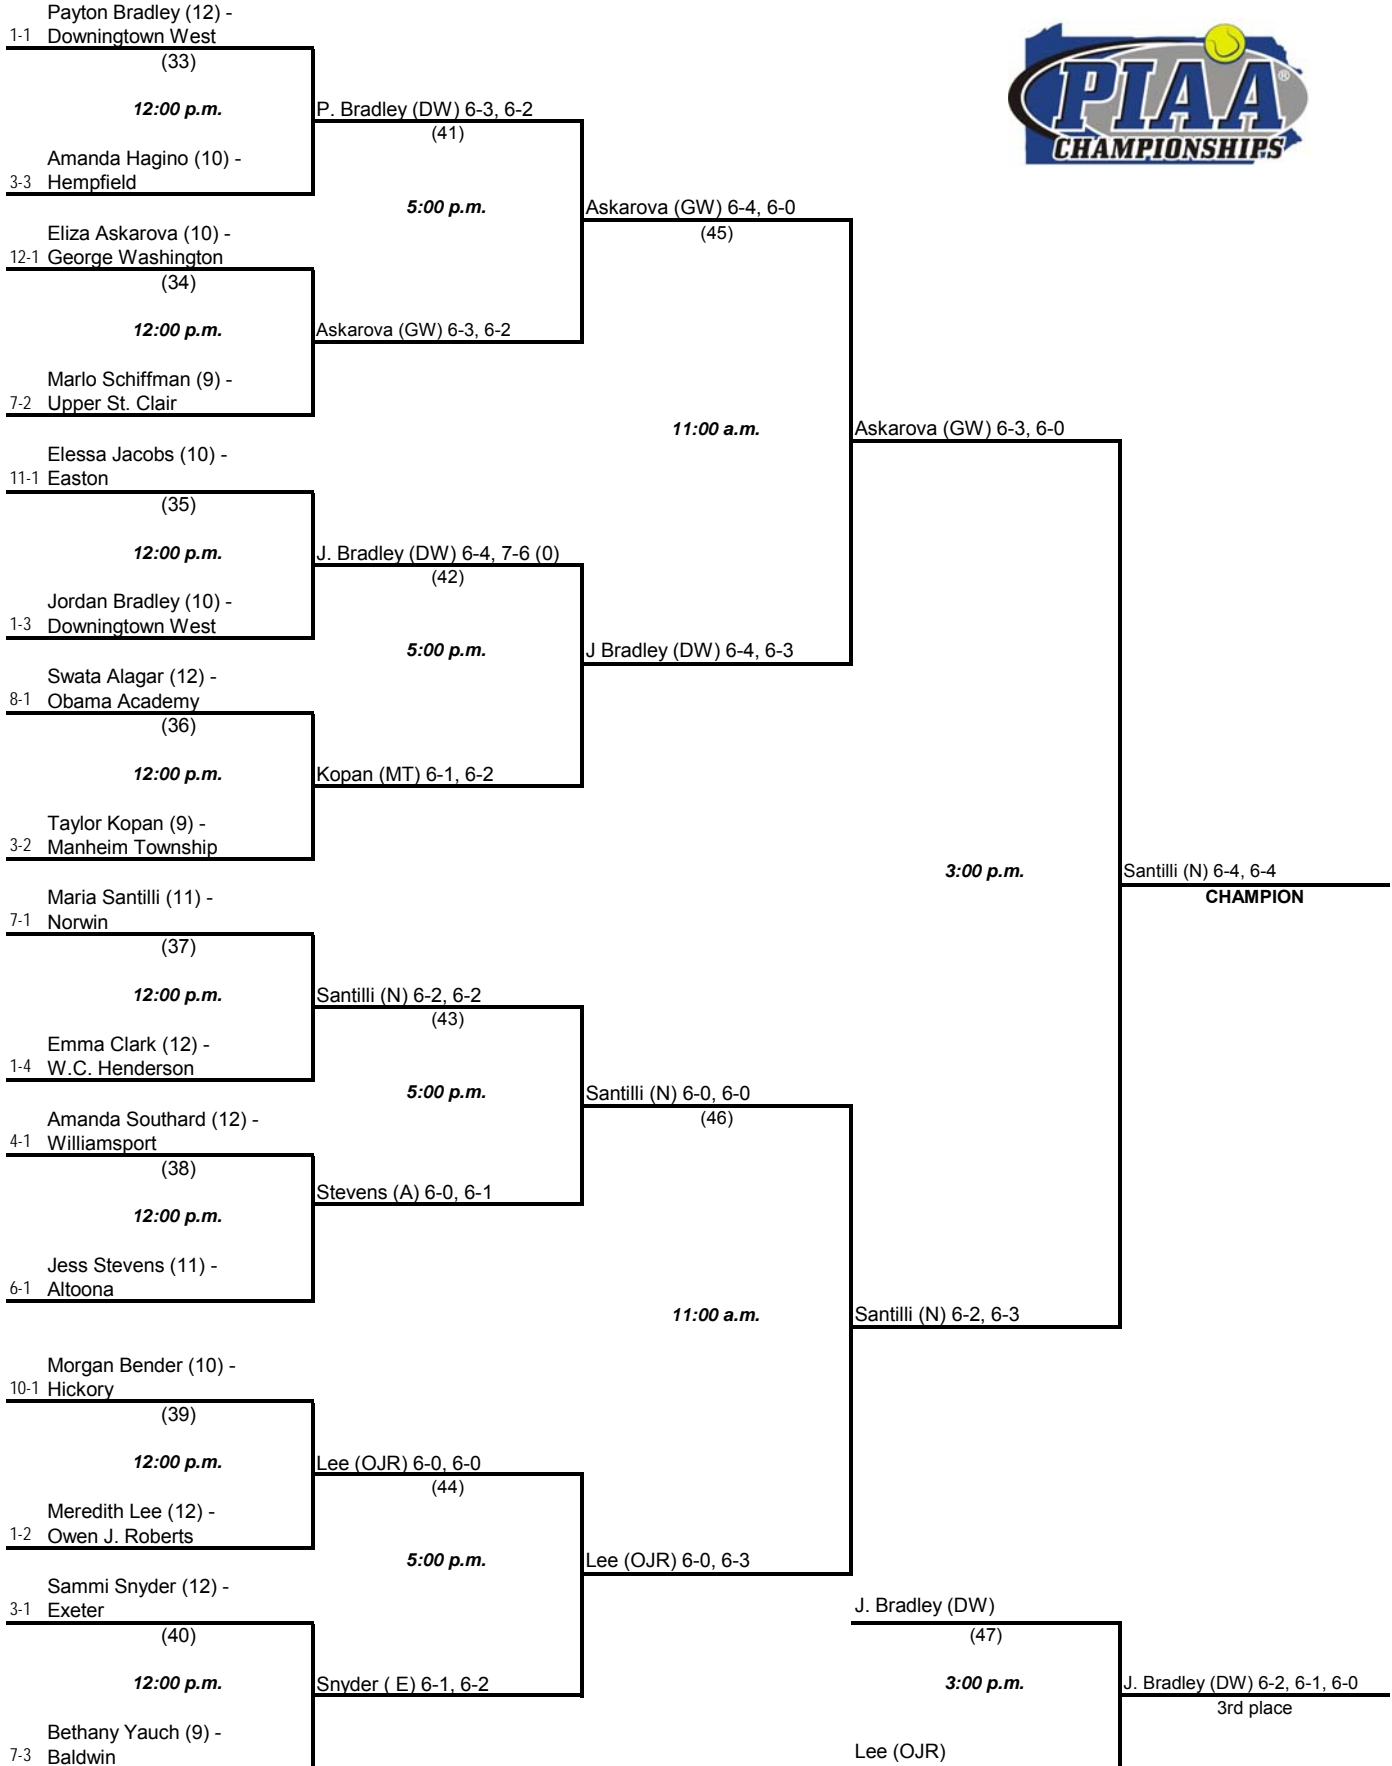 Payton Bradley (12) -
1-1 Downingtown West
(33)
12:00 p.m.
P. Bradley (DW) 6-3, 6-2
(41)
Amanda Hagino (10) -
3-3 Hempfield
5:00 p.m.
Askarova (GW) 6-4, 6-0
(45)
Eliza Askarova (10) -
12-1 George Washington
(34)
12:00 p.m.
Askarova (GW) 6-3, 6-2
Marlo Schiffman (9) -
7-2 Upper St. Clair
11:00 a.m.
Askarova (GW) 6-3, 6-0
Elessa Jacobs (10) -
11-1 Easton
(35)
12:00 p.m.
J. Bradley (DW) 6-4, 7-6 (0)
(42)
Jordan Bradley (10) -
1-3 Downingtown West
5:00 p.m.
J Bradley (DW) 6-4, 6-3
Swata Alagar (12) -
8-1 Obama Academy
(36)
12:00 p.m.
Kopan (MT) 6-1, 6-2
Taylor Kopan (9) -
3-2 Manheim Township
3:00 p.m.
Santilli (N) 6-4, 6-4
CHAMPION
Maria Santilli (11) -
7-1 Norwin
(37)
12:00 p.m.
Santilli (N) 6-2, 6-2
(43)
Emma Clark (12) -
1-4 W.C. Henderson
5:00 p.m.
Santilli (N) 6-0, 6-0
(46)
Amanda Southard (12) -
4-1 Williamsport
(38)
12:00 p.m.
Stevens (A) 6-0, 6-1
Jess Stevens (11) -
6-1 Altoona
11:00 a.m.
Santilli (N) 6-2, 6-3
Morgan Bender (10) -
10-1 Hickory
(39)
12:00 p.m.
Lee (OJR) 6-0, 6-0
(44)
Meredith Lee (12) -
1-2 Owen J. Roberts
5:00 p.m.
Lee (OJR) 6-0, 6-3
Sammi Snyder (12) -
3-1 Exeter
(40)
12:00 p.m.
Snyder ( E) 6-1, 6-2
Bethany Yauch (9) -
7-3 Baldwin
J. Bradley (DW)
(47)
3:00 p.m.
J. Bradley (DW) 6-2, 6-1, 6-0
3rd place
Lee (OJR)
PIAA®
CHAMPIONSHIPS